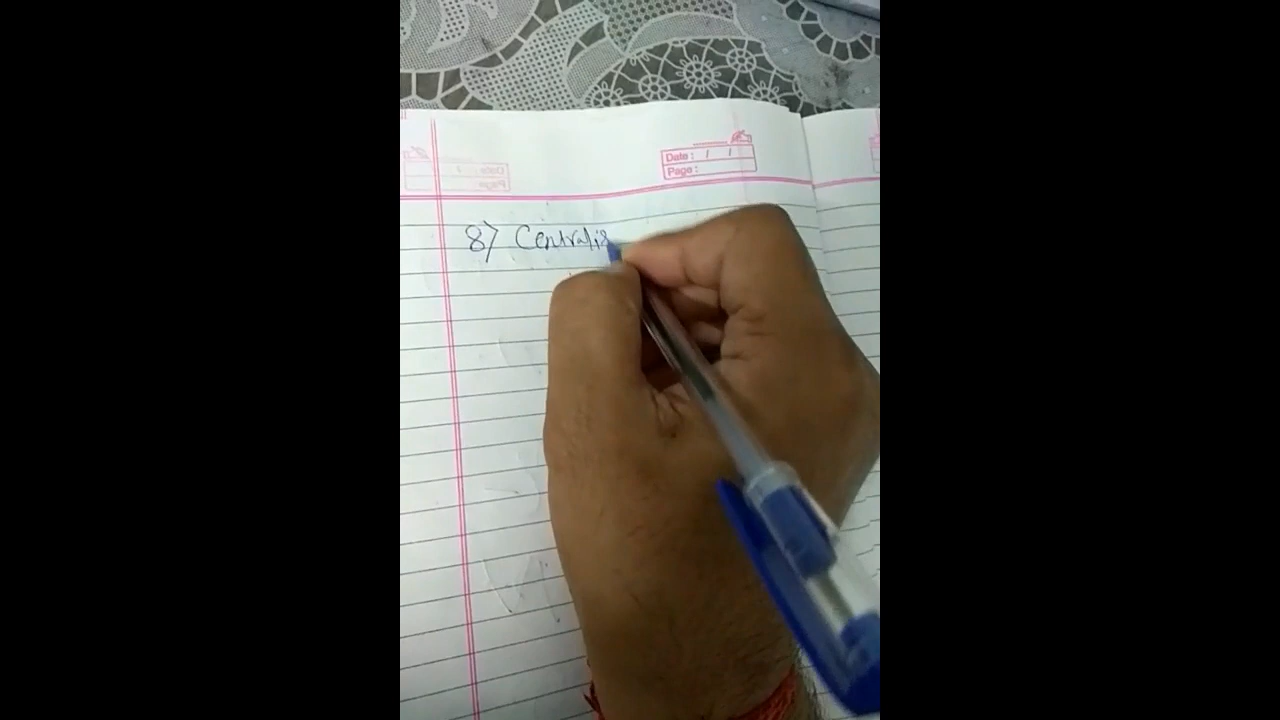 Date : / /
Page :
8) Centralis